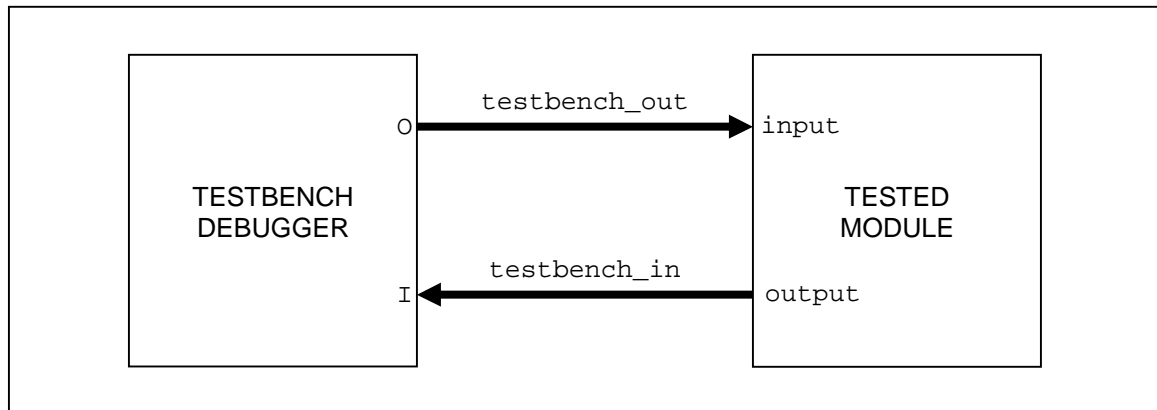 testbench_out
O
input
TESTBENCH
DEBUGGER
TESTED
MODULE
testbench_in
I
output